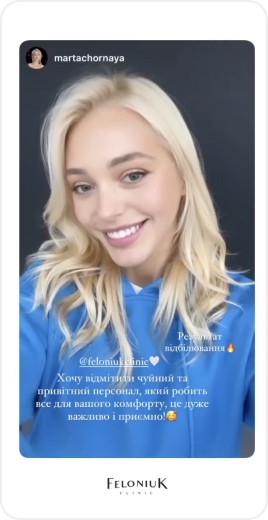 martachornaya
Результат
відбілювання🔥
@feloniukclinic🤍
Хочу відмітити чуйний та
привітний персонал, який робить
все для вашого комфорту, це дуже
важливо і приємно!🥰
FELONIUK
CLINIC